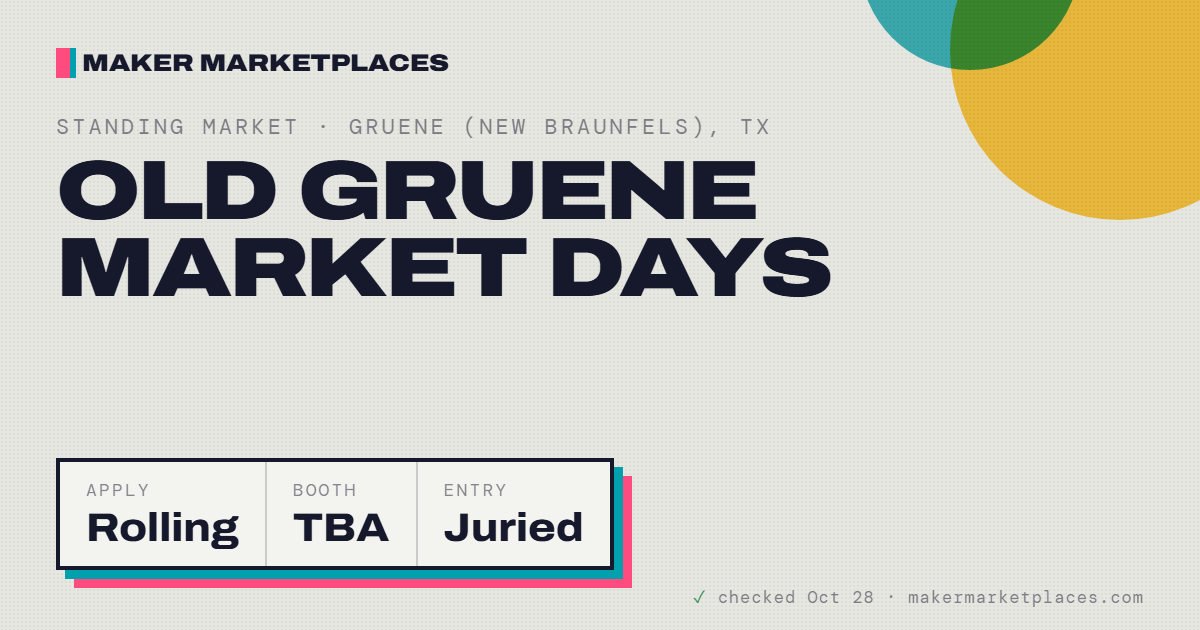 MAKER MARKETPLACES
STANDING MARKET · GRUENE (NEW BRAUNFELS), TX
OLD GRUENE
MARKET DAYS
APPLY
Rolling
BOOTH
TBA
ENTRY
Juried
✓ checked Oct 28 · makermarketplaces.com